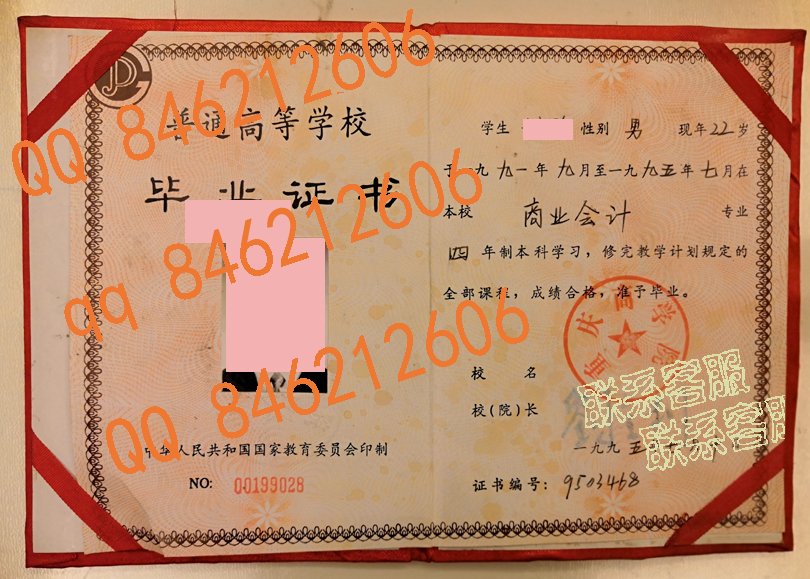 普通高等学校
毕业证书
中华人民共和国国家教育委员会印制
NO: 00199028
学生 性别 男 现年22岁
于一九九一年九月至一九九五年七月在
本校 商业会计 专业
四年制本科学习，修完教学计划规定的
全部课程，成绩合格，准予毕业。
校 名
校(院)长
一九九五年
证书编号: 9503468
重庆商学院
QQ 846212606
qq 846212606
QQ 846212606
联系客服
联系客服